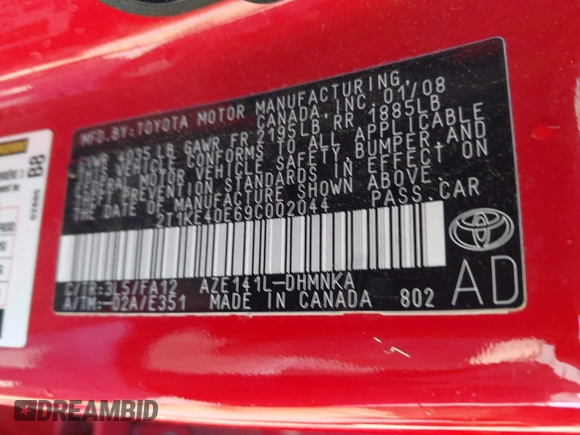 MFD.BY:TOYOTA MOTOR MANUFACTURING,
CANADA, INC. 01/08
GVWR 4035LB GAWR FR 2195LB RR 1885LB
THIS VEHICLE CONFORMS TO ALL APPLICABLE
FEDERAL MOTOR VEHICLE SAFETY, BUMPER, AND
THEFT PREVENTION STANDARDS IN EFFECT ON
THE DATE OF MANUFACTURE SHOWN ABOVE.
2T1KE40E69C002044 PASS.CAR
C/TR:3L5/FA12 AZE141L-DHMNKA
A/TM:-02A/E351 MADE IN CANADA 802
TOYOTA
AD
B8
DREAMBID